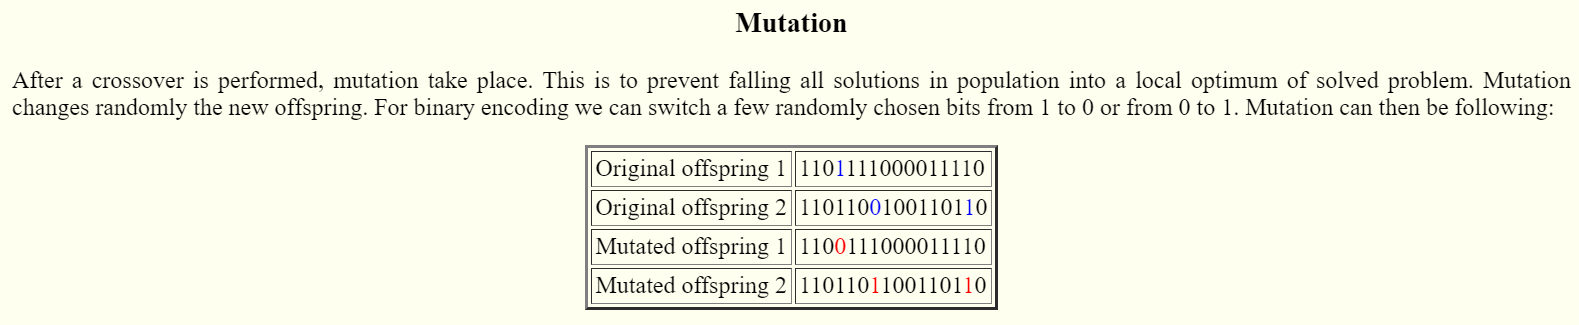 Mutation
After a crossover is performed, mutation take place. This is to prevent falling all solutions in population into a local optimum of solved problem. Mutation
changes randomly the new offspring. For binary encoding we can switch a few randomly chosen bits from 1 to 0 or from 0 to 1. Mutation can then be following:
Original offspring 1 1101111000011110
Original offspring 2 1101100100110110
Mutated offspring 1 1100111000011110
Mutated offspring 2 1101101100110110